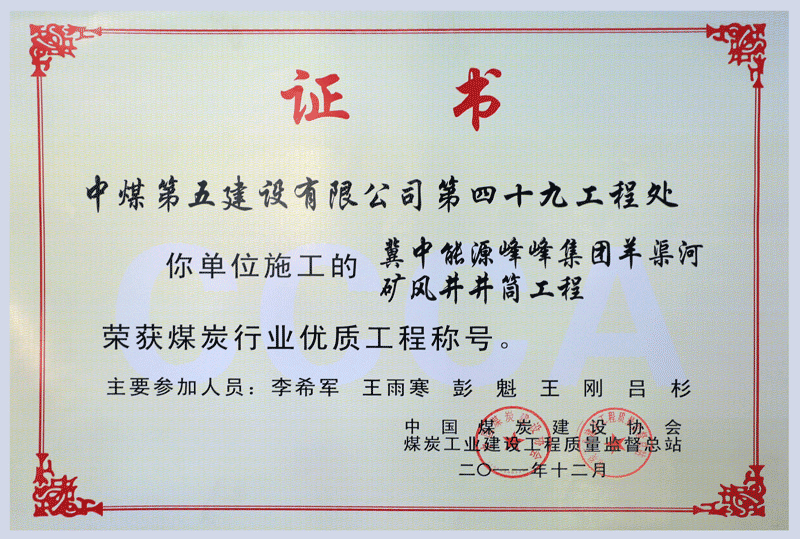 证 书
中煤第五建设有限公司第四十九工程处
你单位施工的 冀中能源峰峰集团羊渠河
矿风井井筒工程
荣获煤炭行业优质工程称号。
主要参加人员：李希军 王雨寒 彭 魁 王 刚 吕 杉
中国煤炭建设协会
煤炭工业建设工程质量监督总站
二〇一一年十二月
CCCA